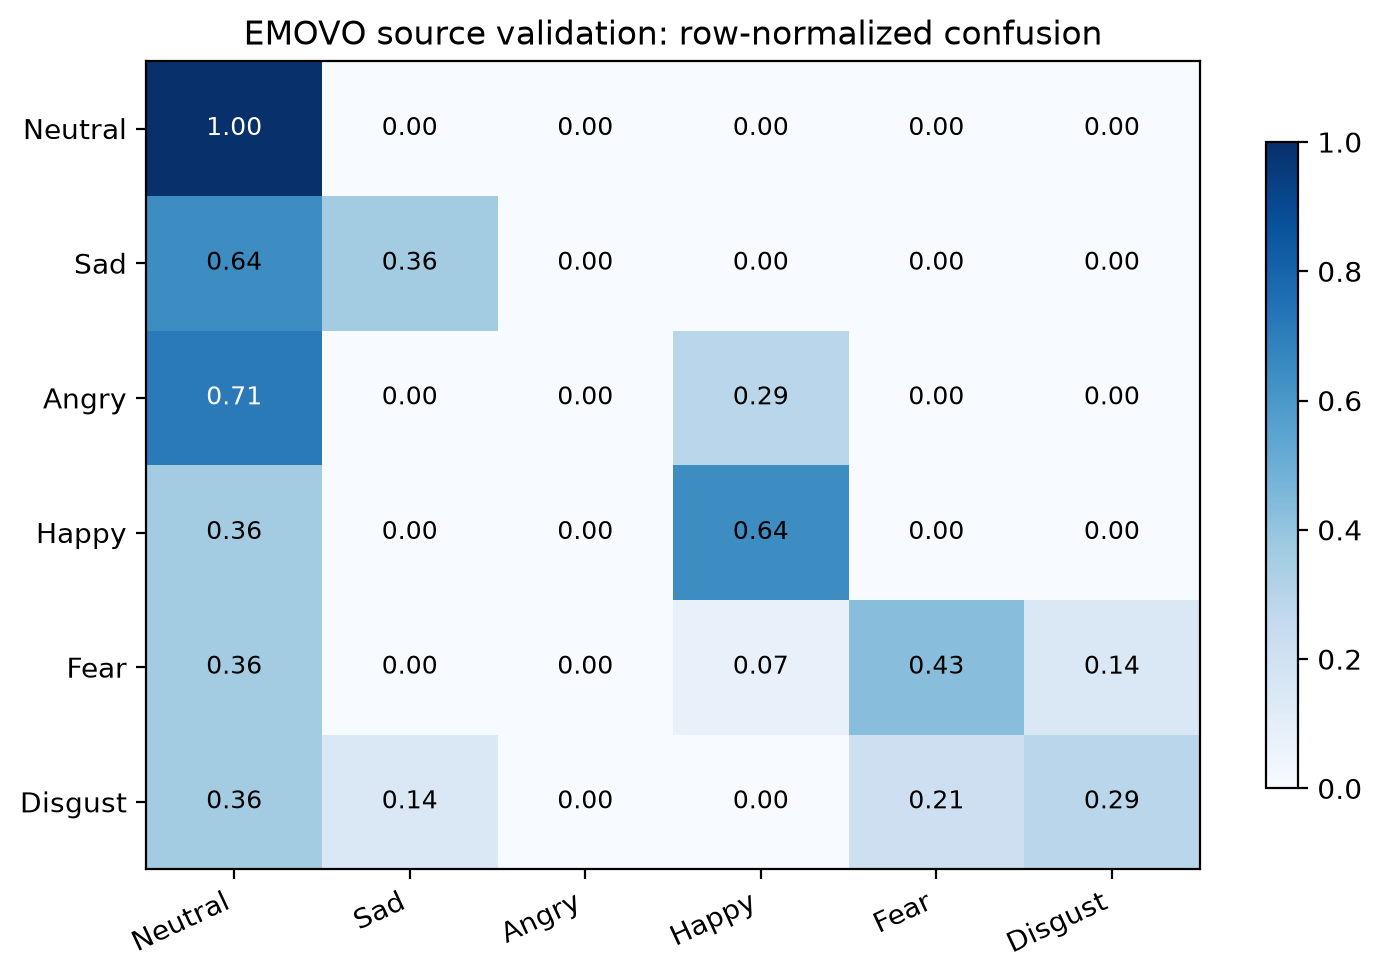 EMOVO source validation: row-normalized confusion
Neutral 1.00 0.00 0.00 0.00 0.00 0.00
Sad 0.64 0.36 0.00 0.00 0.00 0.00
Angry 0.71 0.00 0.00 0.29 0.00 0.00
Happy 0.36 0.00 0.00 0.64 0.00 0.00
Fear 0.36 0.00 0.00 0.07 0.43 0.14
Disgust 0.36 0.14 0.00 0.00 0.21 0.29
Neutral Sad Angry Happy Fear Disgust
1.0
0.8
0.6
0.4
0.2
0.0